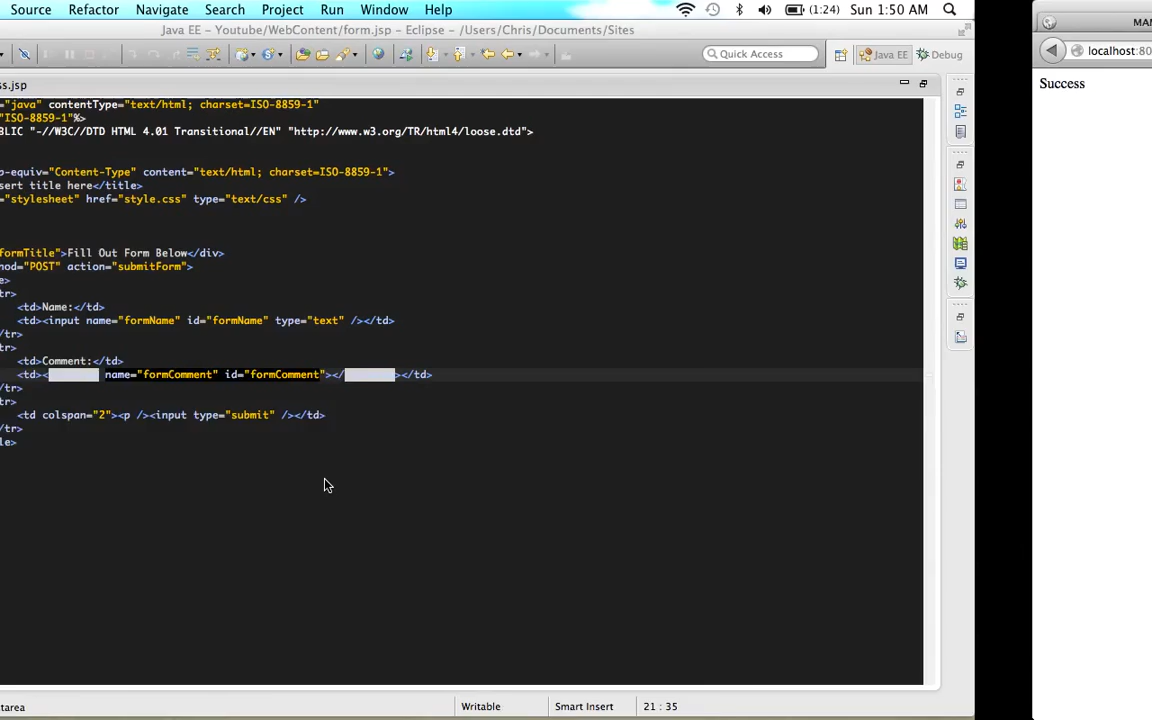 Source Refactor Navigate Search Project Run Window Help (1:24) Sun 1:50 AM
Java EE – Youtube/WebContent/form.jsp – Eclipse – /Users/Chris/Documents/Sites
Quick Access Java EE Debug
s.jsp
="java" contentType="text/html; charset=ISO-8859-1"
"ISO-8859-1"%>
BLIC "-//W3C//DTD HTML 4.01 Transitional//EN" "http://www.w3.org/TR/html4/loose.dtd">
p-equiv="Content-Type" content="text/html; charset=ISO-8859-1">
sert title here</title>
="stylesheet" href="style.css" type="text/css" />
formTitle">Fill Out Form Below</div>
hod="POST" action="submitForm">
e>
tr>
<td>Name:</td>
<td><input name="formName" id="formName" type="text" /></td>
/tr>
tr>
<td>Comment:</td>
<td>< name="formComment" id="formComment"></ ></td>
/tr>
tr>
<td colspan="2"><p /><input type="submit" /></td>
/tr>
le>
tarea Writable Smart Insert 21 : 35
MAN
localhost:80
Success